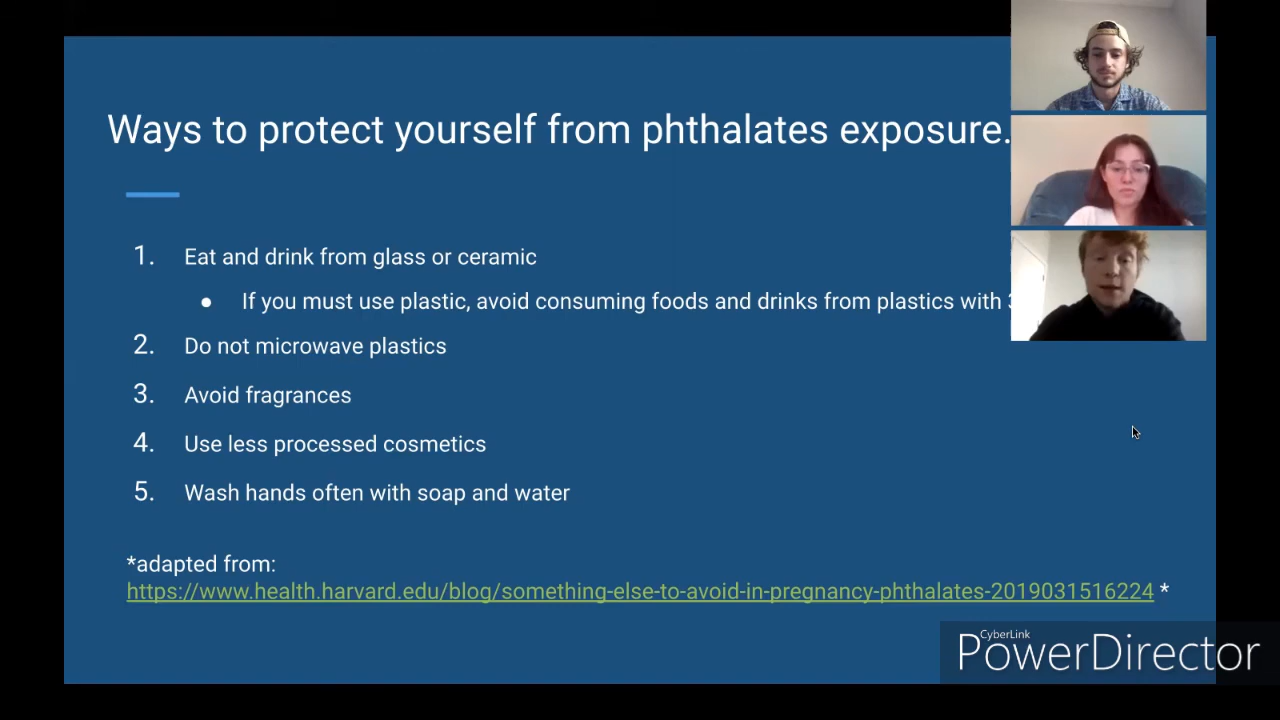 Ways to protect yourself from phthalates exposure.
1. Eat and drink from glass or ceramic
● If you must use plastic, avoid consuming foods and drinks from plastics with
2. Do not microwave plastics
3. Avoid fragrances
4. Use less processed cosmetics
5. Wash hands often with soap and water
*adapted from:
https://www.health.harvard.edu/blog/something-else-to-avoid-in-pregnancy-phthalates-2019031516224 *
CyberLink
PowerDirector